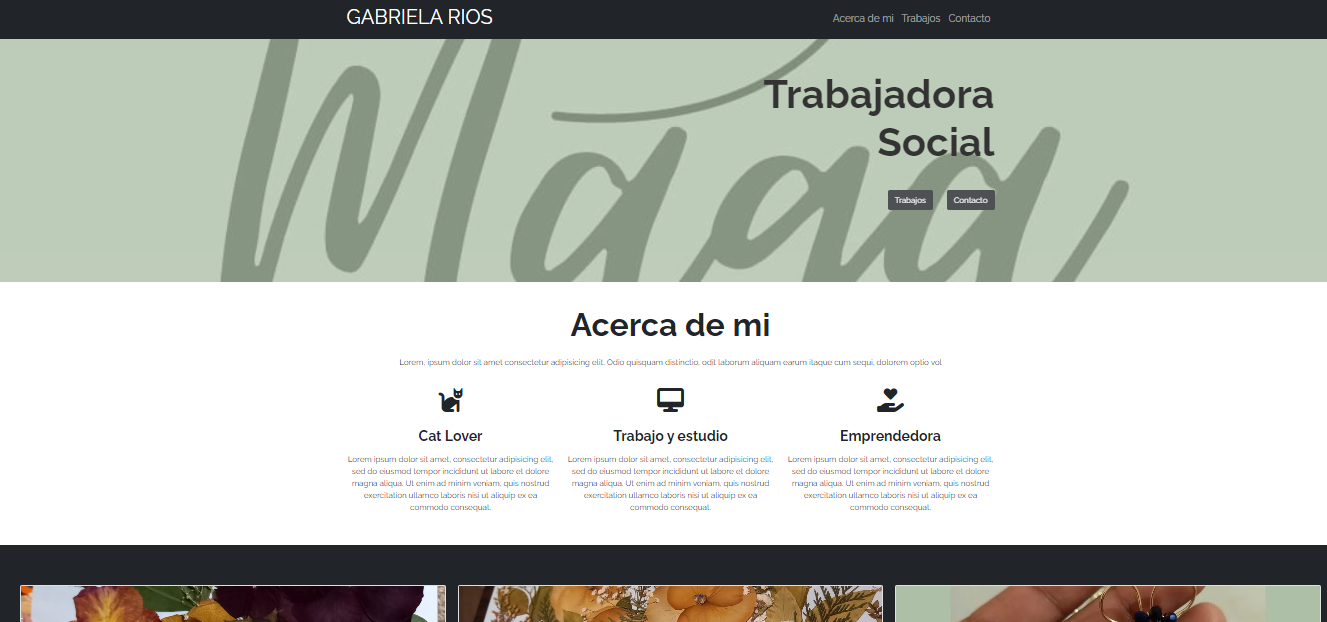 GABRIELA RIOS
Acerca de mi Trabajos Contacto
Maaa
Trabajadora
Social
Trabajos Contacto
Acerca de mi
Lorem, ipsum dolor sit amet consectetur adipisicing elit. Odio quisquam distinctio, odit laborum aliquam earum itaque cum sequi, dolorem optio vol
Cat Lover
Lorem ipsum dolor sit amet, consectetur adipisicing elit,
sed do eiusmod tempor incididunt ut labore et dolore
magna aliqua. Ut enim ad minim veniam, quis nostrud
exercitation ullamco laboris nisi ut aliquip ex ea
commodo consequat.
Trabajo y estudio
Lorem ipsum dolor sit amet, consectetur adipisicing elit,
sed do eiusmod tempor incididunt ut labore et dolore
magna aliqua. Ut enim ad minim veniam, quis nostrud
exercitation ullamco laboris nisi ut aliquip ex ea
commodo consequat.
Emprendedora
Lorem ipsum dolor sit amet, consectetur adipisicing elit,
sed do eiusmod tempor incididunt ut labore et dolore
magna aliqua. Ut enim ad minim veniam, quis nostrud
exercitation ullamco laboris nisi ut aliquip ex ea
commodo consequat.